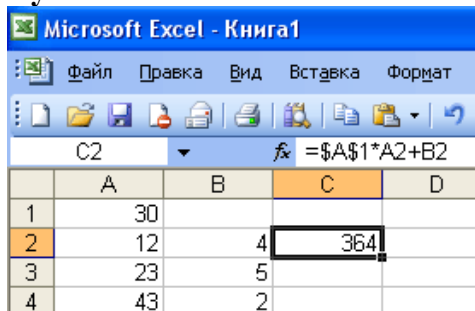 Microsoft Excel - Книга1
Файл Правка Вид Вставка Формат
C2 fx =$A$1*A2+B2
A B C D
1 30
2 12 4 364
3 23 5
4 43 2